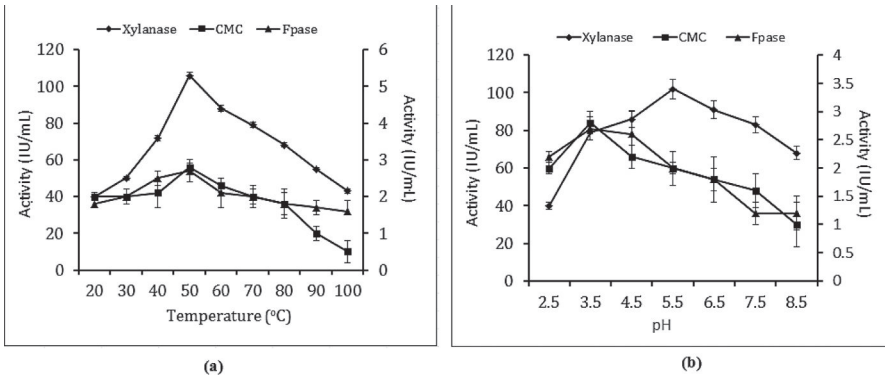 Xylanase CMC Fpase
120
100
80
60
40
20
0
Activity (IU/mL)
6
5
4
3
2
1
0
Activity (IU/mL)
20 30 40 50 60 70 80 90 100
Temperature (°C)
(a)
Xylanase CMC Fpase
120
100
80
60
40
20
0
Activity (IU/mL)
4
3.5
3
2.5
2
1.5
1
0.5
0
Activity (IU/mL)
2.5 3.5 4.5 5.5 6.5 7.5 8.5
pH
(b)